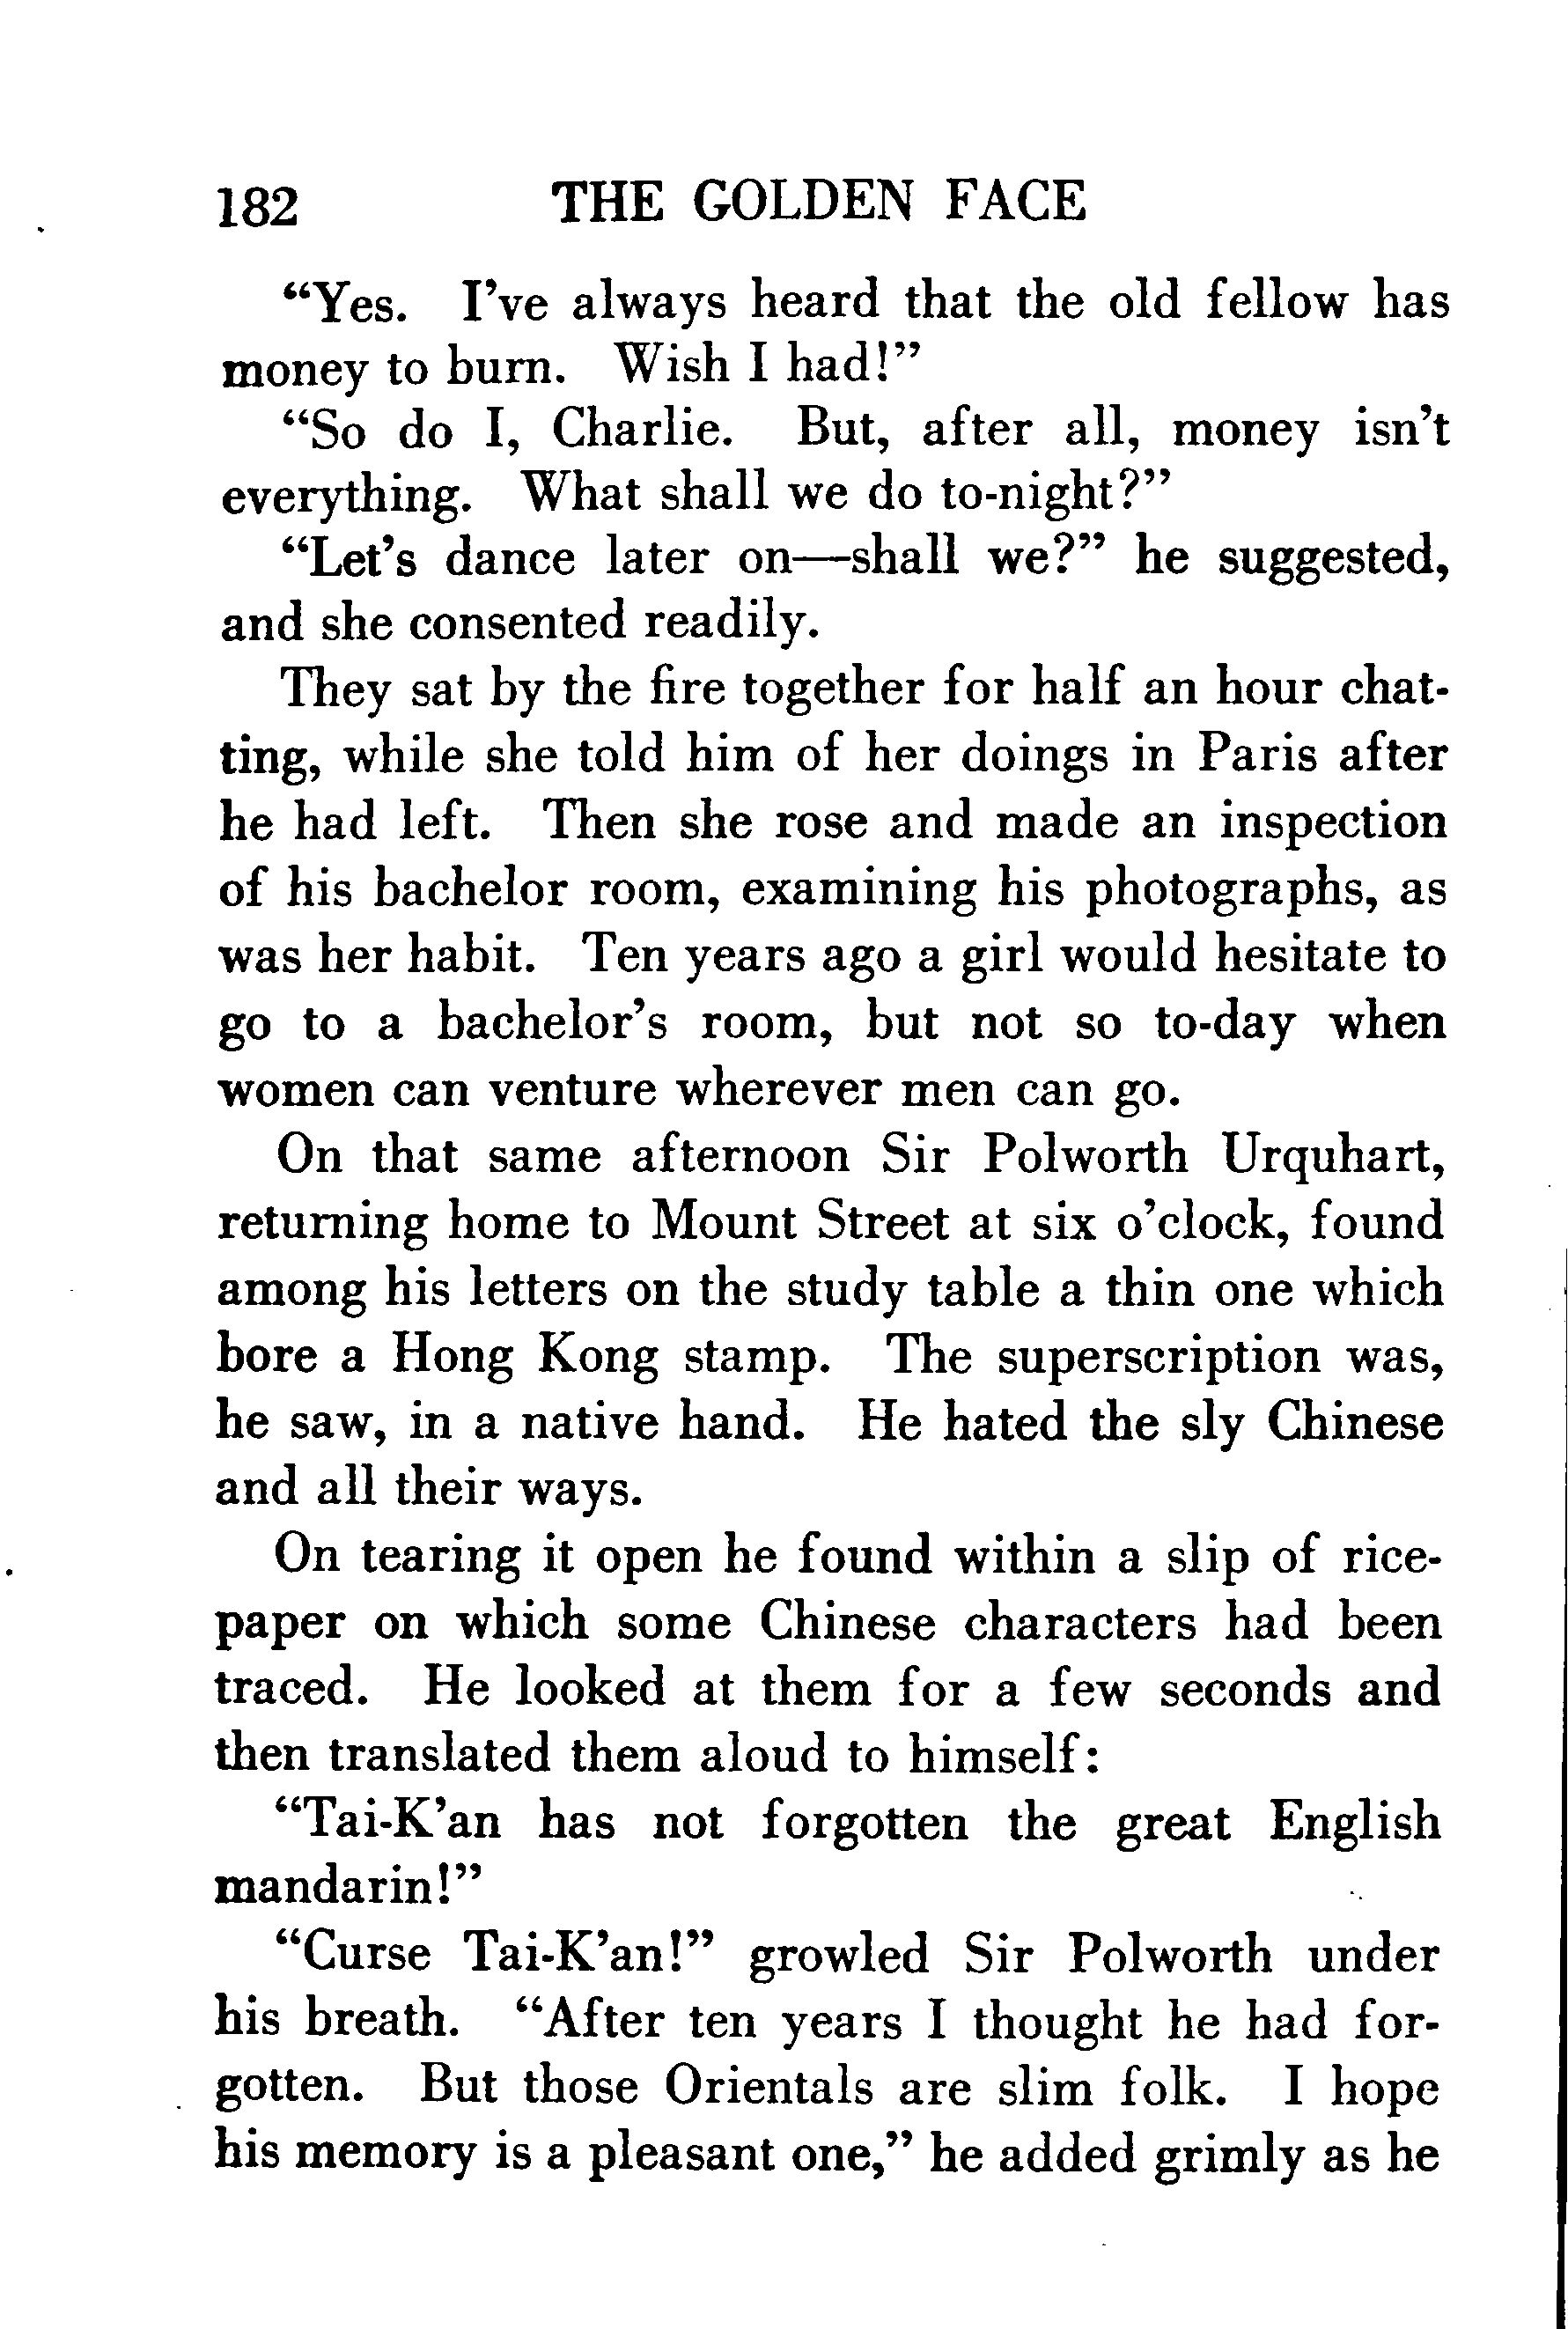 182 THE GOLDEN FACE
“Yes. I’ve always heard that the old fellow has
money to burn. Wish I had!”
“So do I, Charlie. But, after all, money isn’t
everything. What shall we do to-night?”
“Let’s dance later on—shall we?” he suggested,
and she consented readily.
They sat by the fire together for half an hour chat-
ting, while she told him of her doings in Paris after
he had left. Then she rose and made an inspection
of his bachelor room, examining his photographs, as
was her habit. Ten years ago a girl would hesitate to
go to a bachelor’s room, but not so to-day when
women can venture wherever men can go.
On that same afternoon Sir Polworth Urquhart,
returning home to Mount Street at six o’clock, found
among his letters on the study table a thin one which
bore a Hong Kong stamp. The superscription was,
he saw, in a native hand. He hated the sly Chinese
and all their ways.
On tearing it open he found within a slip of rice-
paper on which some Chinese characters had been
traced. He looked at them for a few seconds and
then translated them aloud to himself:
“Tai-K’an has not forgotten the great English
mandarin!”
“Curse Tai-K’an!” growled Sir Polworth under
his breath. “After ten years I thought he had for-
gotten. But those Orientals are slim folk. I hope
his memory is a pleasant one,” he added grimly as he